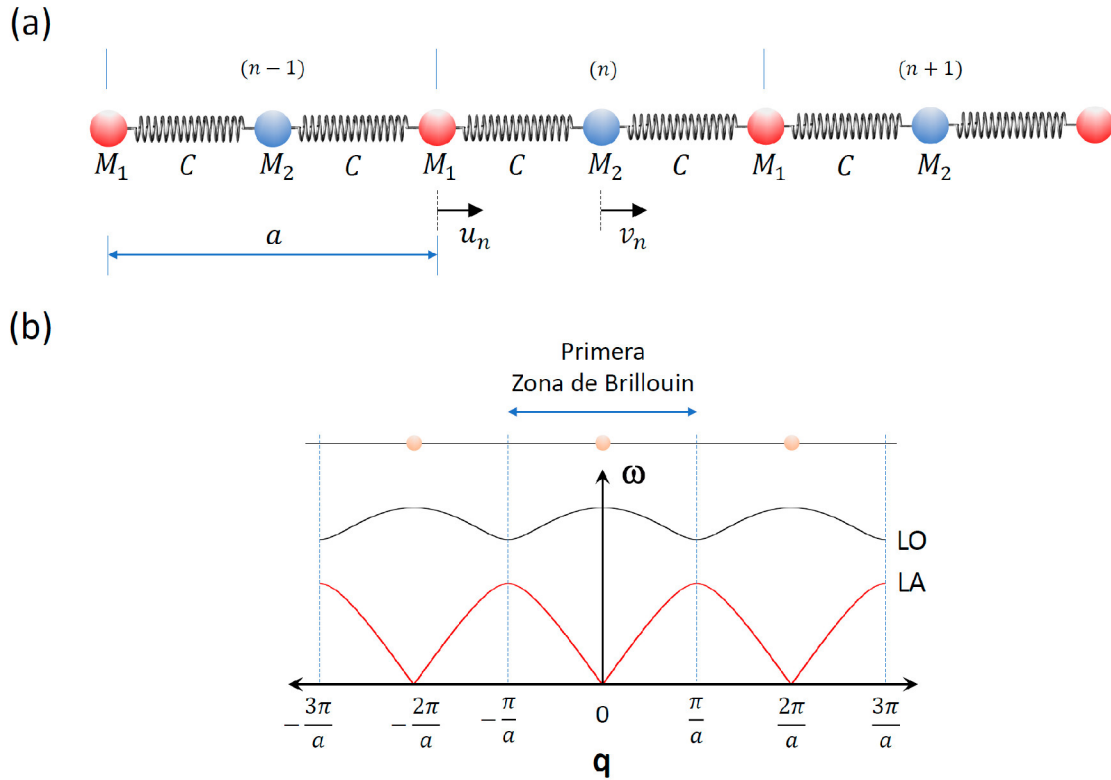 (a)
(n − 1) (n) (n + 1)
M₁ C M₂ C M₁ C M₂ C M₁ C M₂
uₙ vₙ
a
(b)
Primera
Zona de Brillouin
ω
LO
LA
−3π/a −2π/a −π/a 0 π/a 2π/a 3π/a
q